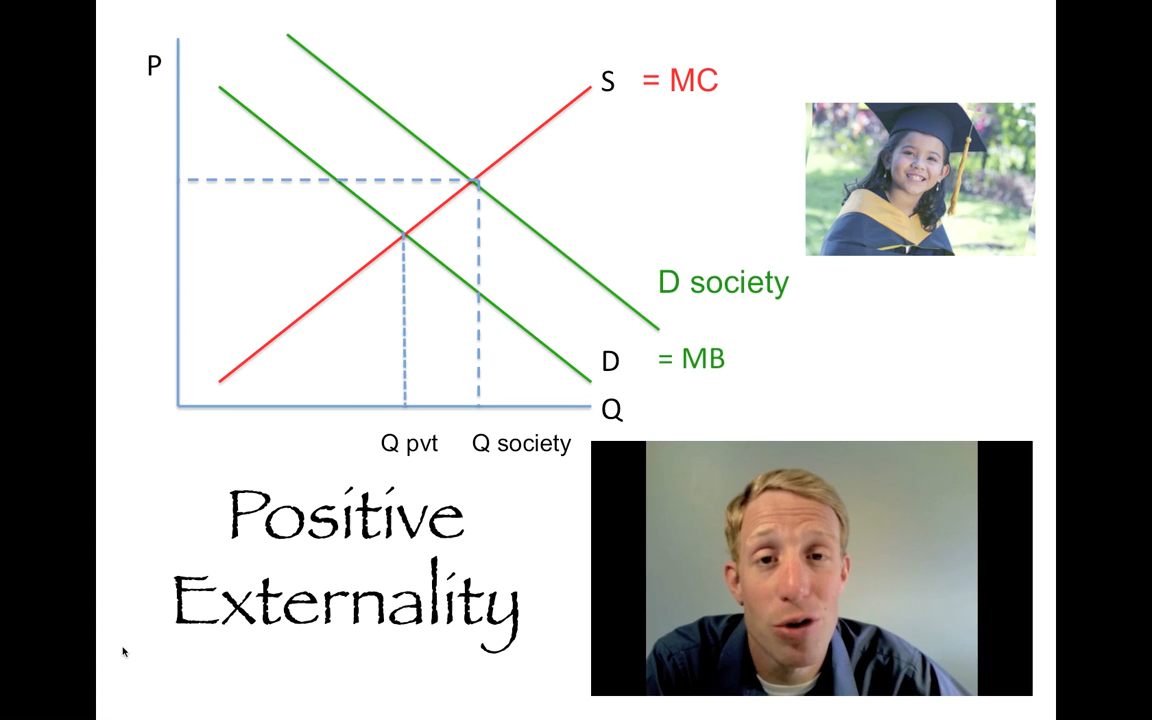 P
S = MC
D society
D = MB
Q
Q pvt Q society
Positive
Externality